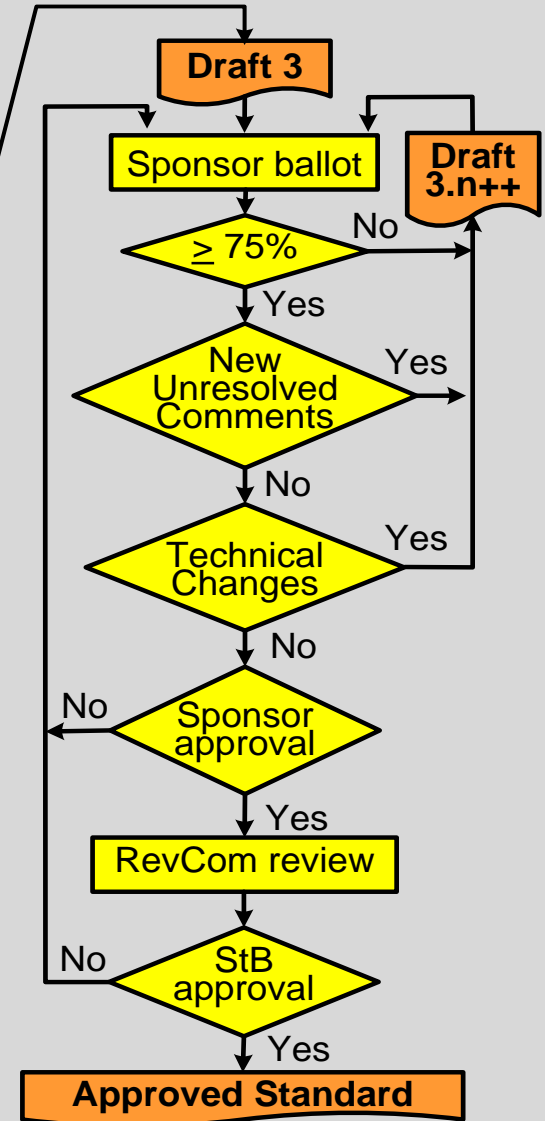 Draft 3
Sponsor ballot
Draft
3.n++
≥ 75%
No
Yes
New
Unresolved
Comments
Yes
No
Technical
Changes
Yes
No
No
Sponsor
approval
Yes
RevCom review
No
StB
approval
Yes
Approved Standard